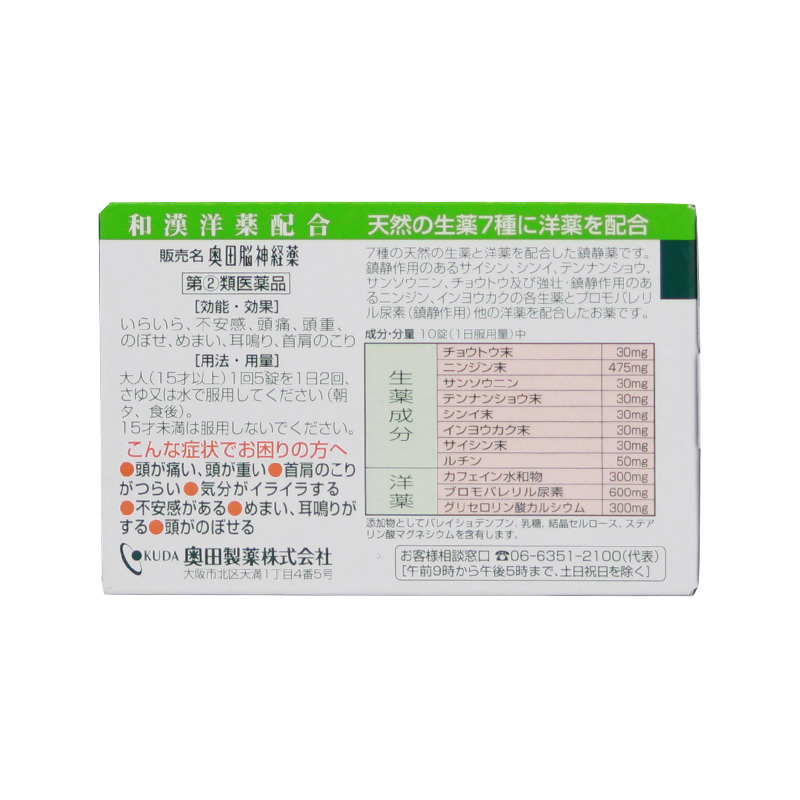 和漢洋薬配合 天然の生薬7種に洋薬を配合
販売名 奥田脳神経薬
指定②類医薬品
[効能・効果]
いらいら、不安感、頭痛、頭重、
のぼせ、めまい、耳鳴り、首肩のこり
[用法・用量]
大人(15才以上)1回5錠を1日2回、
さゆ又は水で服用してください(朝
夕、食後)。
15才未満は服用しないでください。
こんな症状でお困りの方へ
●頭が痛い、頭が重い●首肩のこり
がつらい●気分がイライラする
●不安感がある●めまい、耳鳴りが
する●頭がのぼせる
OKUDA 奥田製薬株式会社
大阪市北区天満1丁目4番5号
7種の天然の生薬と洋薬を配合した鎮静薬です。
鎮静作用のあるサイシン、シンイ、テンナンショウ、
サンソウニン、チョウトウ及び強壮・鎮静作用のあ
るニンジン、インヨウカクの各生薬とブロモバレリ
ル尿素(鎮静作用)他の洋薬を配合したお薬です。
成分・分量 10錠(1日服用量)中
生薬成分
チョウトウ末 30mg
ニンジン末 475mg
サンソウニン 30mg
テンナンショウ末 30mg
シンイ末 30mg
インヨウカク末 30mg
サイシン末 30mg
ルチン 50mg
洋薬
カフェイン水和物 300mg
ブロモバレリル尿素 600mg
グリセロリン酸カルシウム 300mg
添加物としてバレイショデンプン、乳糖、結晶セルロース、ステア
リン酸マグネシウムを含有します。
お客様相談窓口 ☎06-6351-2100(代表)
[午前9時から午後5時まで、土日祝日を除く]